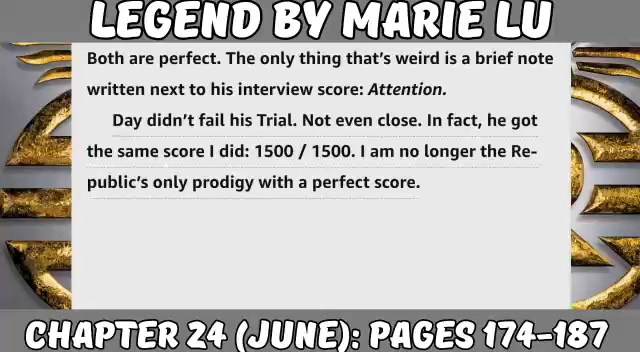 LEGEND BY MARIE LU
Both are perfect. The only thing that's weird is a brief note
written next to his interview score: Attention.
Day didn't fail his Trial. Not even close. In fact, he got
the same score I did: 1500 / 1500. I am no longer the Re-
public's only prodigy with a perfect score.
CHAPTER 24 (JUNE): PAGES 174-187